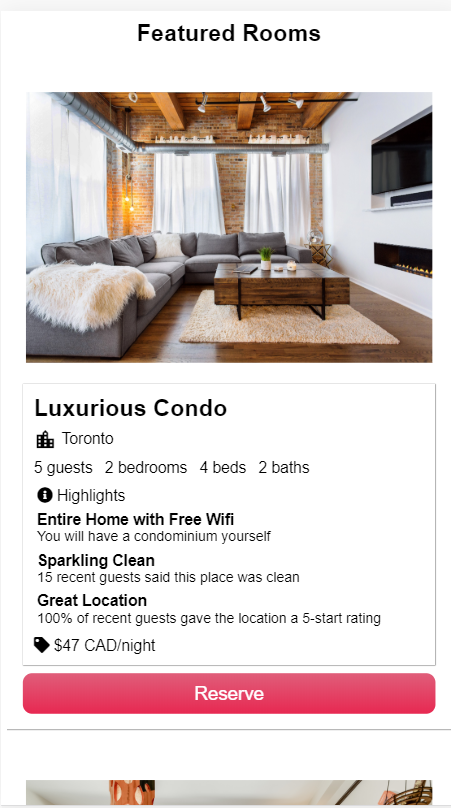 Featured Rooms
Luxurious Condo
Toronto
5 guests 2 bedrooms 4 beds 2 baths
Highlights
Entire Home with Free Wifi
You will have a condominium yourself
Sparkling Clean
15 recent guests said this place was clean
Great Location
100% of recent guests gave the location a 5-start rating
$47 CAD/night
Reserve